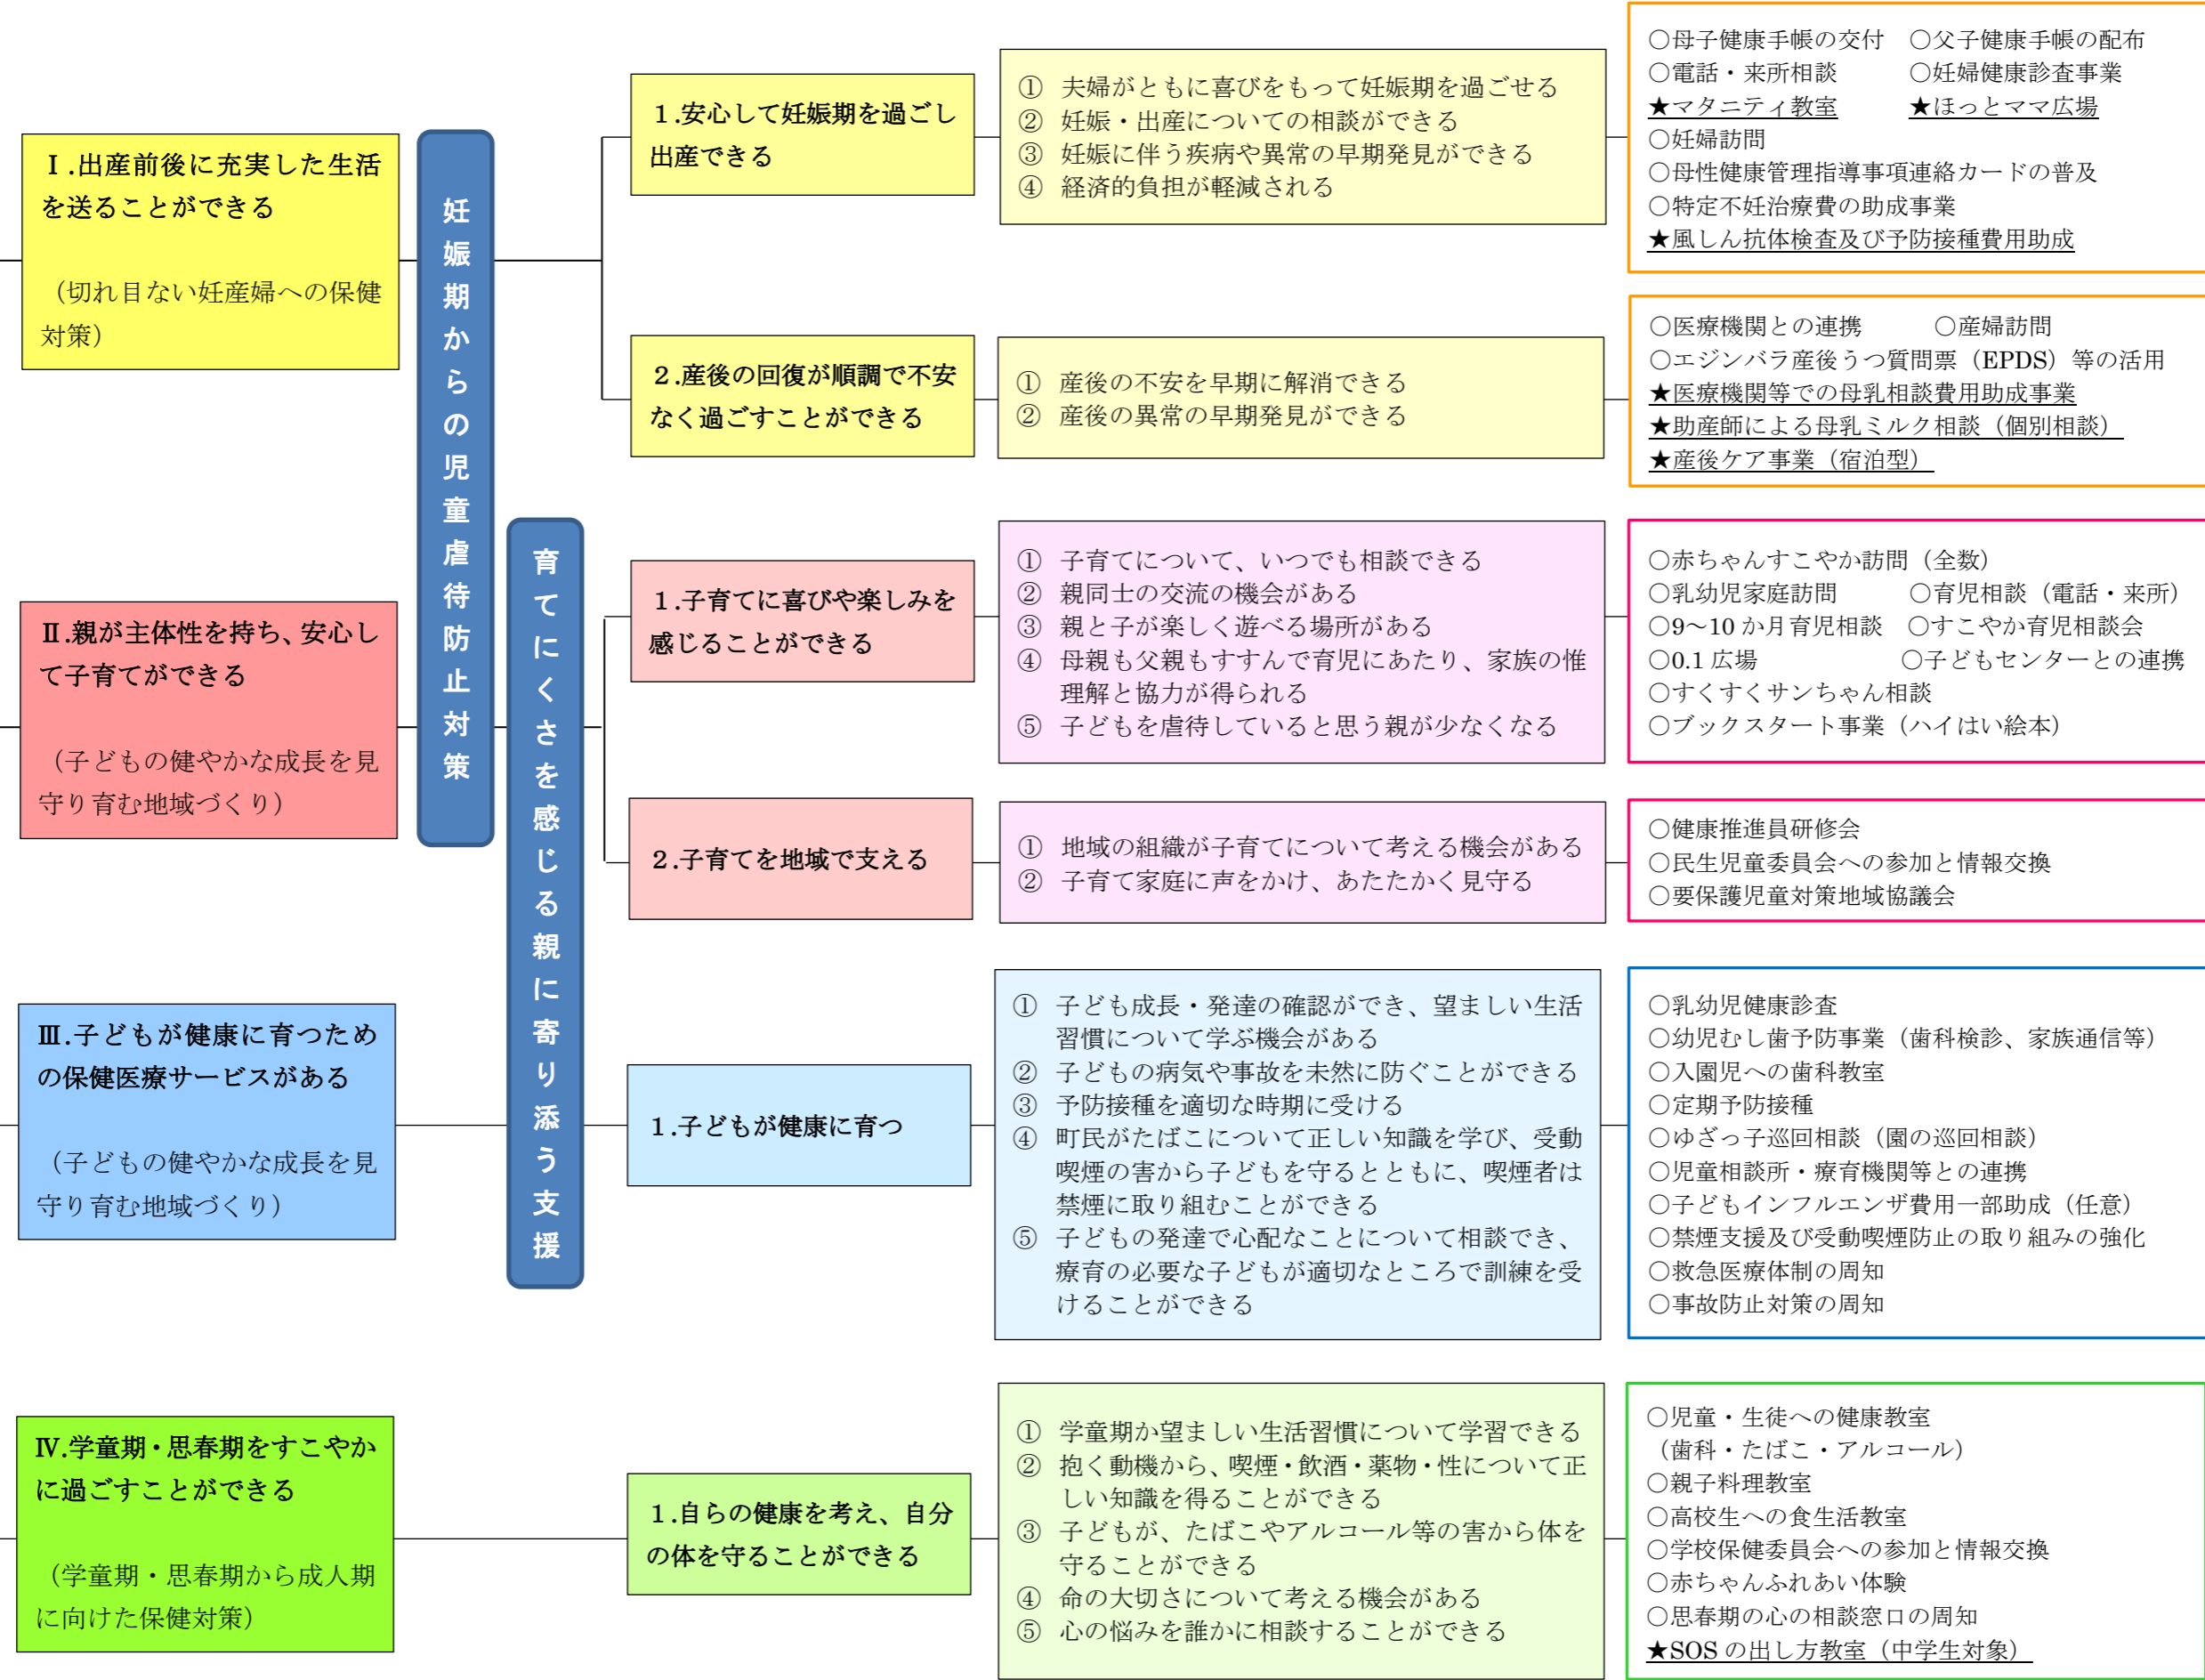 Ⅰ.出産前後に充実した生活
を送ることができる
（切れ目ない妊産婦への保健
対策）
妊娠期からの児童虐待防止対策
１.安心して妊娠期を過ごし
出産できる
① 夫婦がともに喜びをもって妊娠期を過ごせる
② 妊娠・出産についての相談ができる
③ 妊娠に伴う疾病や異常の早期発見ができる
④ 経済的負担が軽減される
○母子健康手帳の交付 ○父子健康手帳の配布
○電話・来所相談 ○妊婦健康診査事業
★マタニティ教室 ★ほっとママ広場
○妊婦訪問
○母性健康管理指導事項連絡カードの普及
○特定不妊治療費の助成事業
★風しん抗体検査及び予防接種費用助成
２.産後の回復が順調で不安
なく過ごすことができる
① 産後の不安を早期に解消できる
② 産後の異常の早期発見ができる
○医療機関との連携 ○産婦訪問
○エジンバラ産後うつ質問票（EPDS）等の活用
★医療機関等での母乳相談費用助成事業
★助産師による母乳ミルク相談（個別相談）
★産後ケア事業（宿泊型）
Ⅱ.親が主体性を持ち、安心し
て子育てができる
（子どもの健やかな成長を見
守り育む地域づくり）
育てにくさを感じる親に寄り添う支援
１.子育てに喜びや楽しみを
感じることができる
① 子育てについて、いつでも相談できる
② 親同士の交流の機会がある
③ 親と子が楽しく遊べる場所がある
④ 母親も父親もすすんで育児にあたり、家族の惟
理解と協力が得られる
⑤ 子どもを虐待していると思う親が少なくなる
○赤ちゃんすこやか訪問（全数）
○乳幼児家庭訪問 ○育児相談（電話・来所）
○9～10 か月育児相談 ○すこやか育児相談会
○0.1 広場 ○子どもセンターとの連携
○すくすくサンちゃん相談
○ブックスタート事業（ハイはい絵本）
２.子育てを地域で支える
① 地域の組織が子育てについて考える機会がある
② 子育て家庭に声をかけ、あたたかく見守る
○健康推進員研修会
○民生児童委員会への参加と情報交換
○要保護児童対策地域協議会
Ⅲ.子どもが健康に育つため
の保健医療サービスがある
（子どもの健やかな成長を見
守り育む地域づくり）
１.子どもが健康に育つ
① 子ども成長・発達の確認ができ、望ましい生活
習慣について学ぶ機会がある
② 子どもの病気や事故を未然に防ぐことができる
③ 予防接種を適切な時期に受ける
④ 町民がたばこについて正しい知識を学び、受動
喫煙の害から子どもを守るとともに、喫煙者は
禁煙に取り組むことができる
⑤ 子どもの発達で心配なことについて相談でき、
療育の必要な子どもが適切なところで訓練を受
けることができる
○乳幼児健康診査
○幼児むし歯予防事業（歯科検診、家族通信等）
○入園児への歯科教室
○定期予防接種
○ゆざっ子巡回相談（園の巡回相談）
○児童相談所・療育機関等との連携
○子どもインフルエンザ費用一部助成（任意）
○禁煙支援及び受動喫煙防止の取り組みの強化
○救急医療体制の周知
○事故防止対策の周知
Ⅳ.学童期・思春期をすこやか
に過ごすことができる
（学童期・思春期から成人期
に向けた保健対策）
１.自らの健康を考え、自分
の体を守ることができる
① 学童期か望ましい生活習慣について学習できる
② 抱く動機から、喫煙・飲酒・薬物・性について正
しい知識を得ることができる
③ 子どもが、たばこやアルコール等の害から体を
守ることができる
④ 命の大切さについて考える機会がある
⑤ 心の悩みを誰かに相談することができる
○児童・生徒への健康教室
（歯科・たばこ・アルコール）
○親子料理教室
○高校生への食生活教室
○学校保健委員会への参加と情報交換
○赤ちゃんふれあい体験
○思春期の心の相談窓口の周知
★SOS の出し方教室（中学生対象）